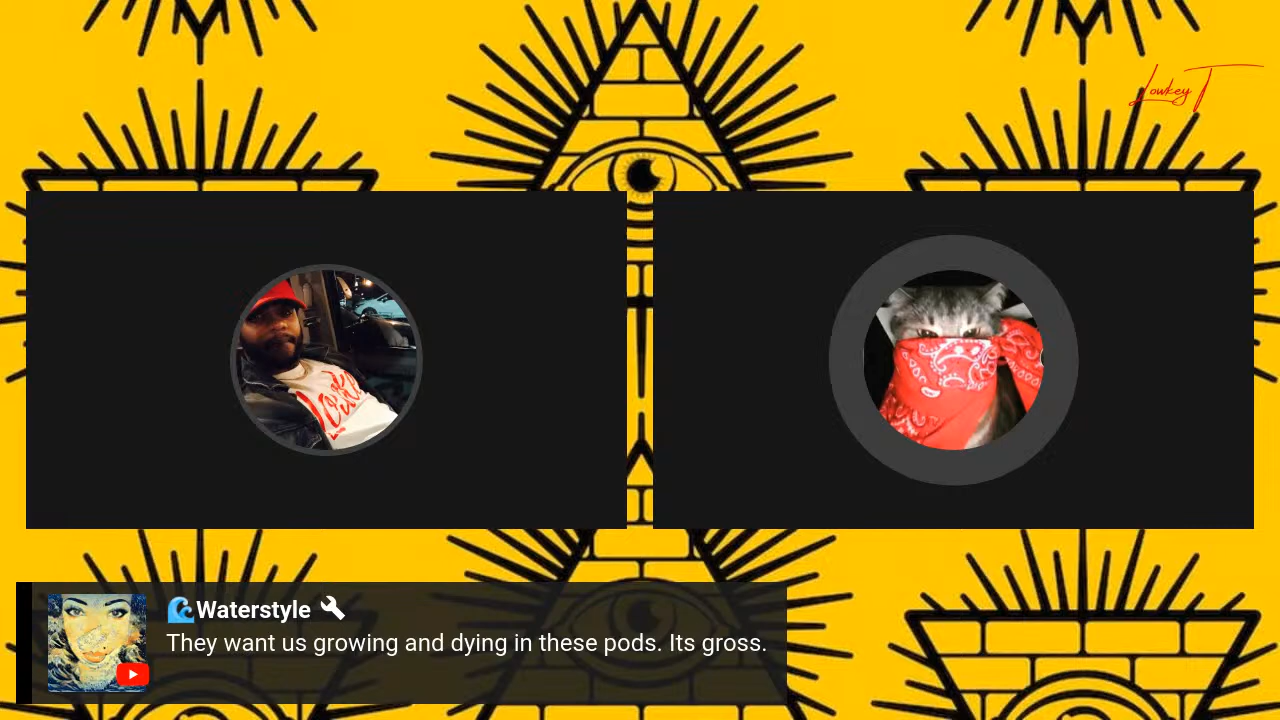 Lowkey T
🌊Waterstyle 🔧
They want us growing and dying in these pods. Its gross.